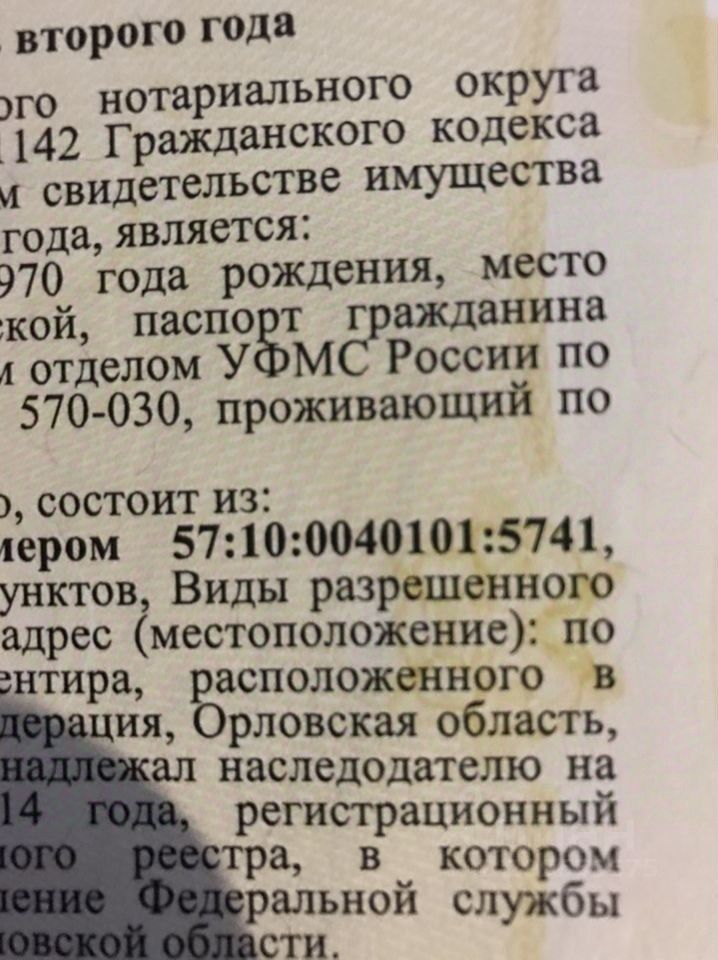 второго года
ого нотариального округа
1142 Гражданского кодекса
м свидетельстве имущества
года, является:
970 года рождения, место
ской, паспорт гражданина
м отделом УФМС России по
570-030, проживающий по
о, состоит из:
мером 57:10:0040101:5741,
унктов, Виды разрешенного
адрес (местоположение): по
ентира, расположенного в
дерация, Орловская область,
надлежал наследодателю на
14 года, регистрационный
ного реестра, в котором
ление Федеральной службы
ловской области.